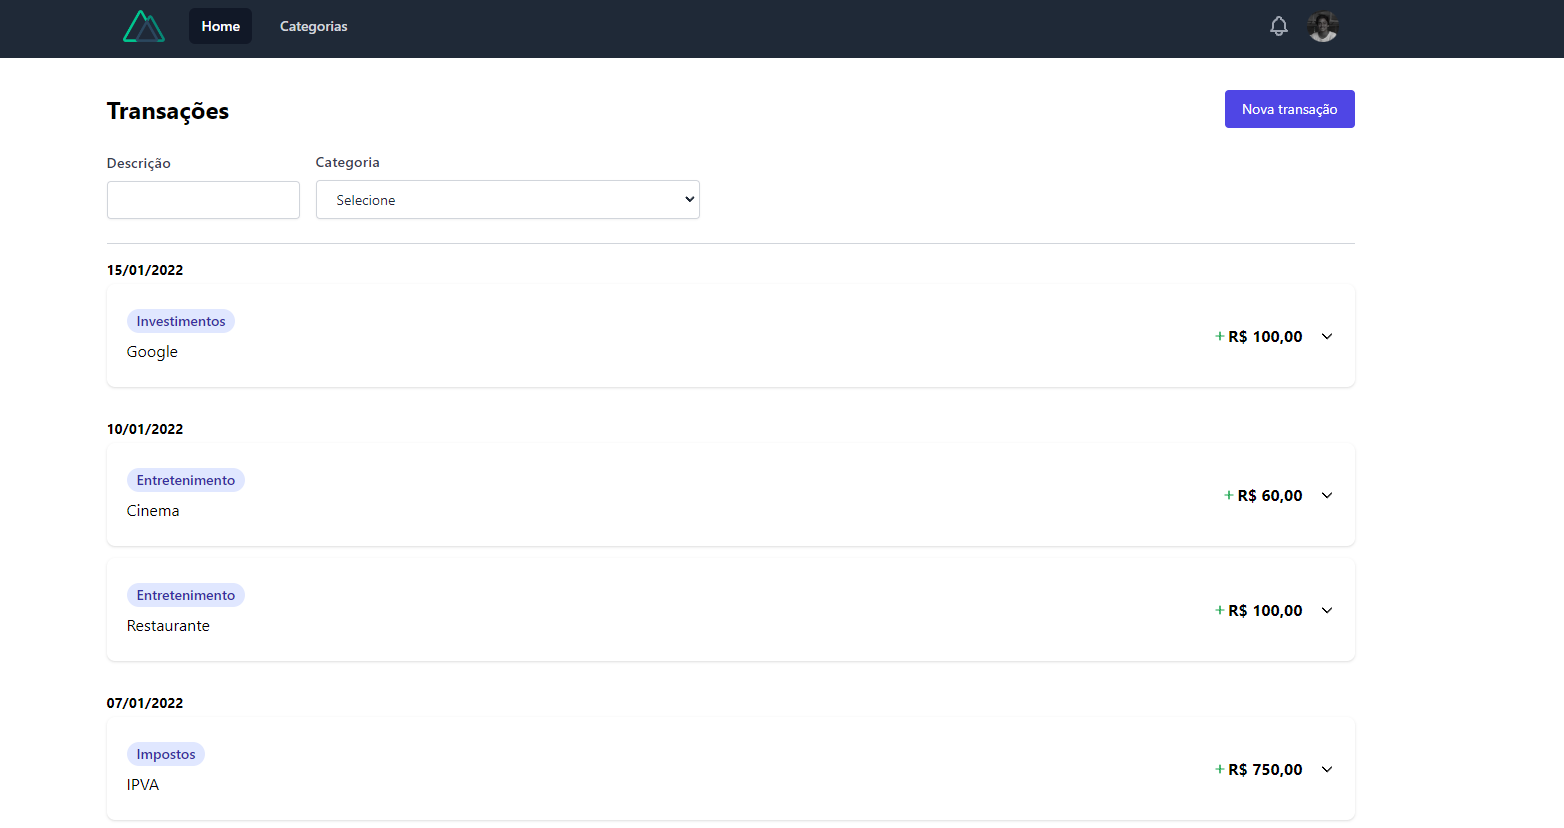 Home Categorias
Transações Nova transação
Descrição Categoria
Selecione
15/01/2022
Investimentos
Google
+ R$ 100,00
10/01/2022
Entretenimento
Cinema
+ R$ 60,00
Entretenimento
Restaurante
+ R$ 100,00
07/01/2022
Impostos
IPVA
+ R$ 750,00